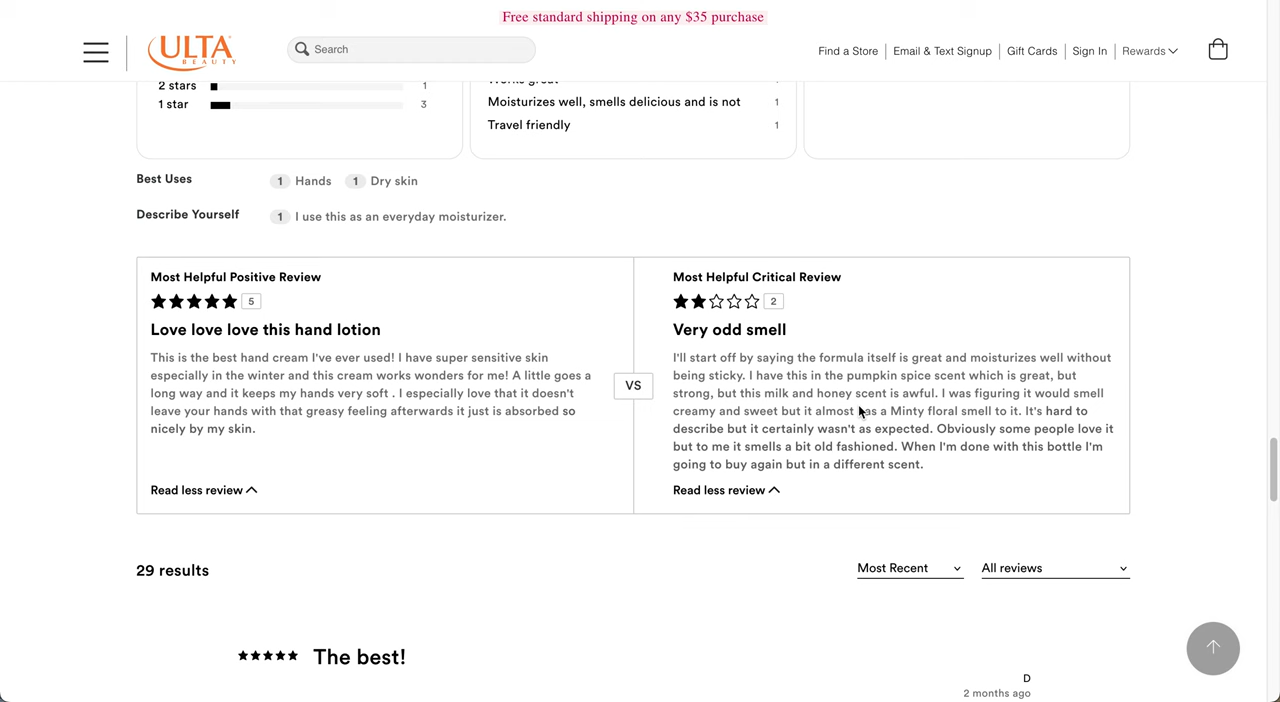 Free standard shipping on any $35 purchase
ULTA
BEAUTY
Search
Find a Store
Email & Text Signup
Gift Cards
Sign In
Rewards
2 stars
1
1 star
3
Moisturizes well, smells delicious and is not
1
Travel friendly
1
Best Uses
1 Hands
1 Dry skin
Describe Yourself
1 I use this as an everyday moisturizer.
Most Helpful Positive Review
5
Love love love this hand lotion
This is the best hand cream I've ever used! I have super sensitive skin
especially in the winter and this cream works wonders for me! A little goes a
long way and it keeps my hands very soft . I especially love that it doesn't
leave your hands with that greasy feeling afterwards it just is absorbed so
nicely by my skin.
Read less review
VS
Most Helpful Critical Review
2
Very odd smell
I'll start off by saying the formula itself is great and moisturizes well without
being sticky. I have this in the pumpkin spice scent which is great, but
strong, but this milk and honey scent is awful. I was figuring it would smell
creamy and sweet but it almost has a Minty floral smell to it. It's hard to
describe but it certainly wasn't as expected. Obviously some people love it
but to me it smells a bit old fashioned. When I'm done with this bottle I'm
going to buy again but in a different scent.
Read less review
29 results
Most Recent
All reviews
The best!
D
2 months ago